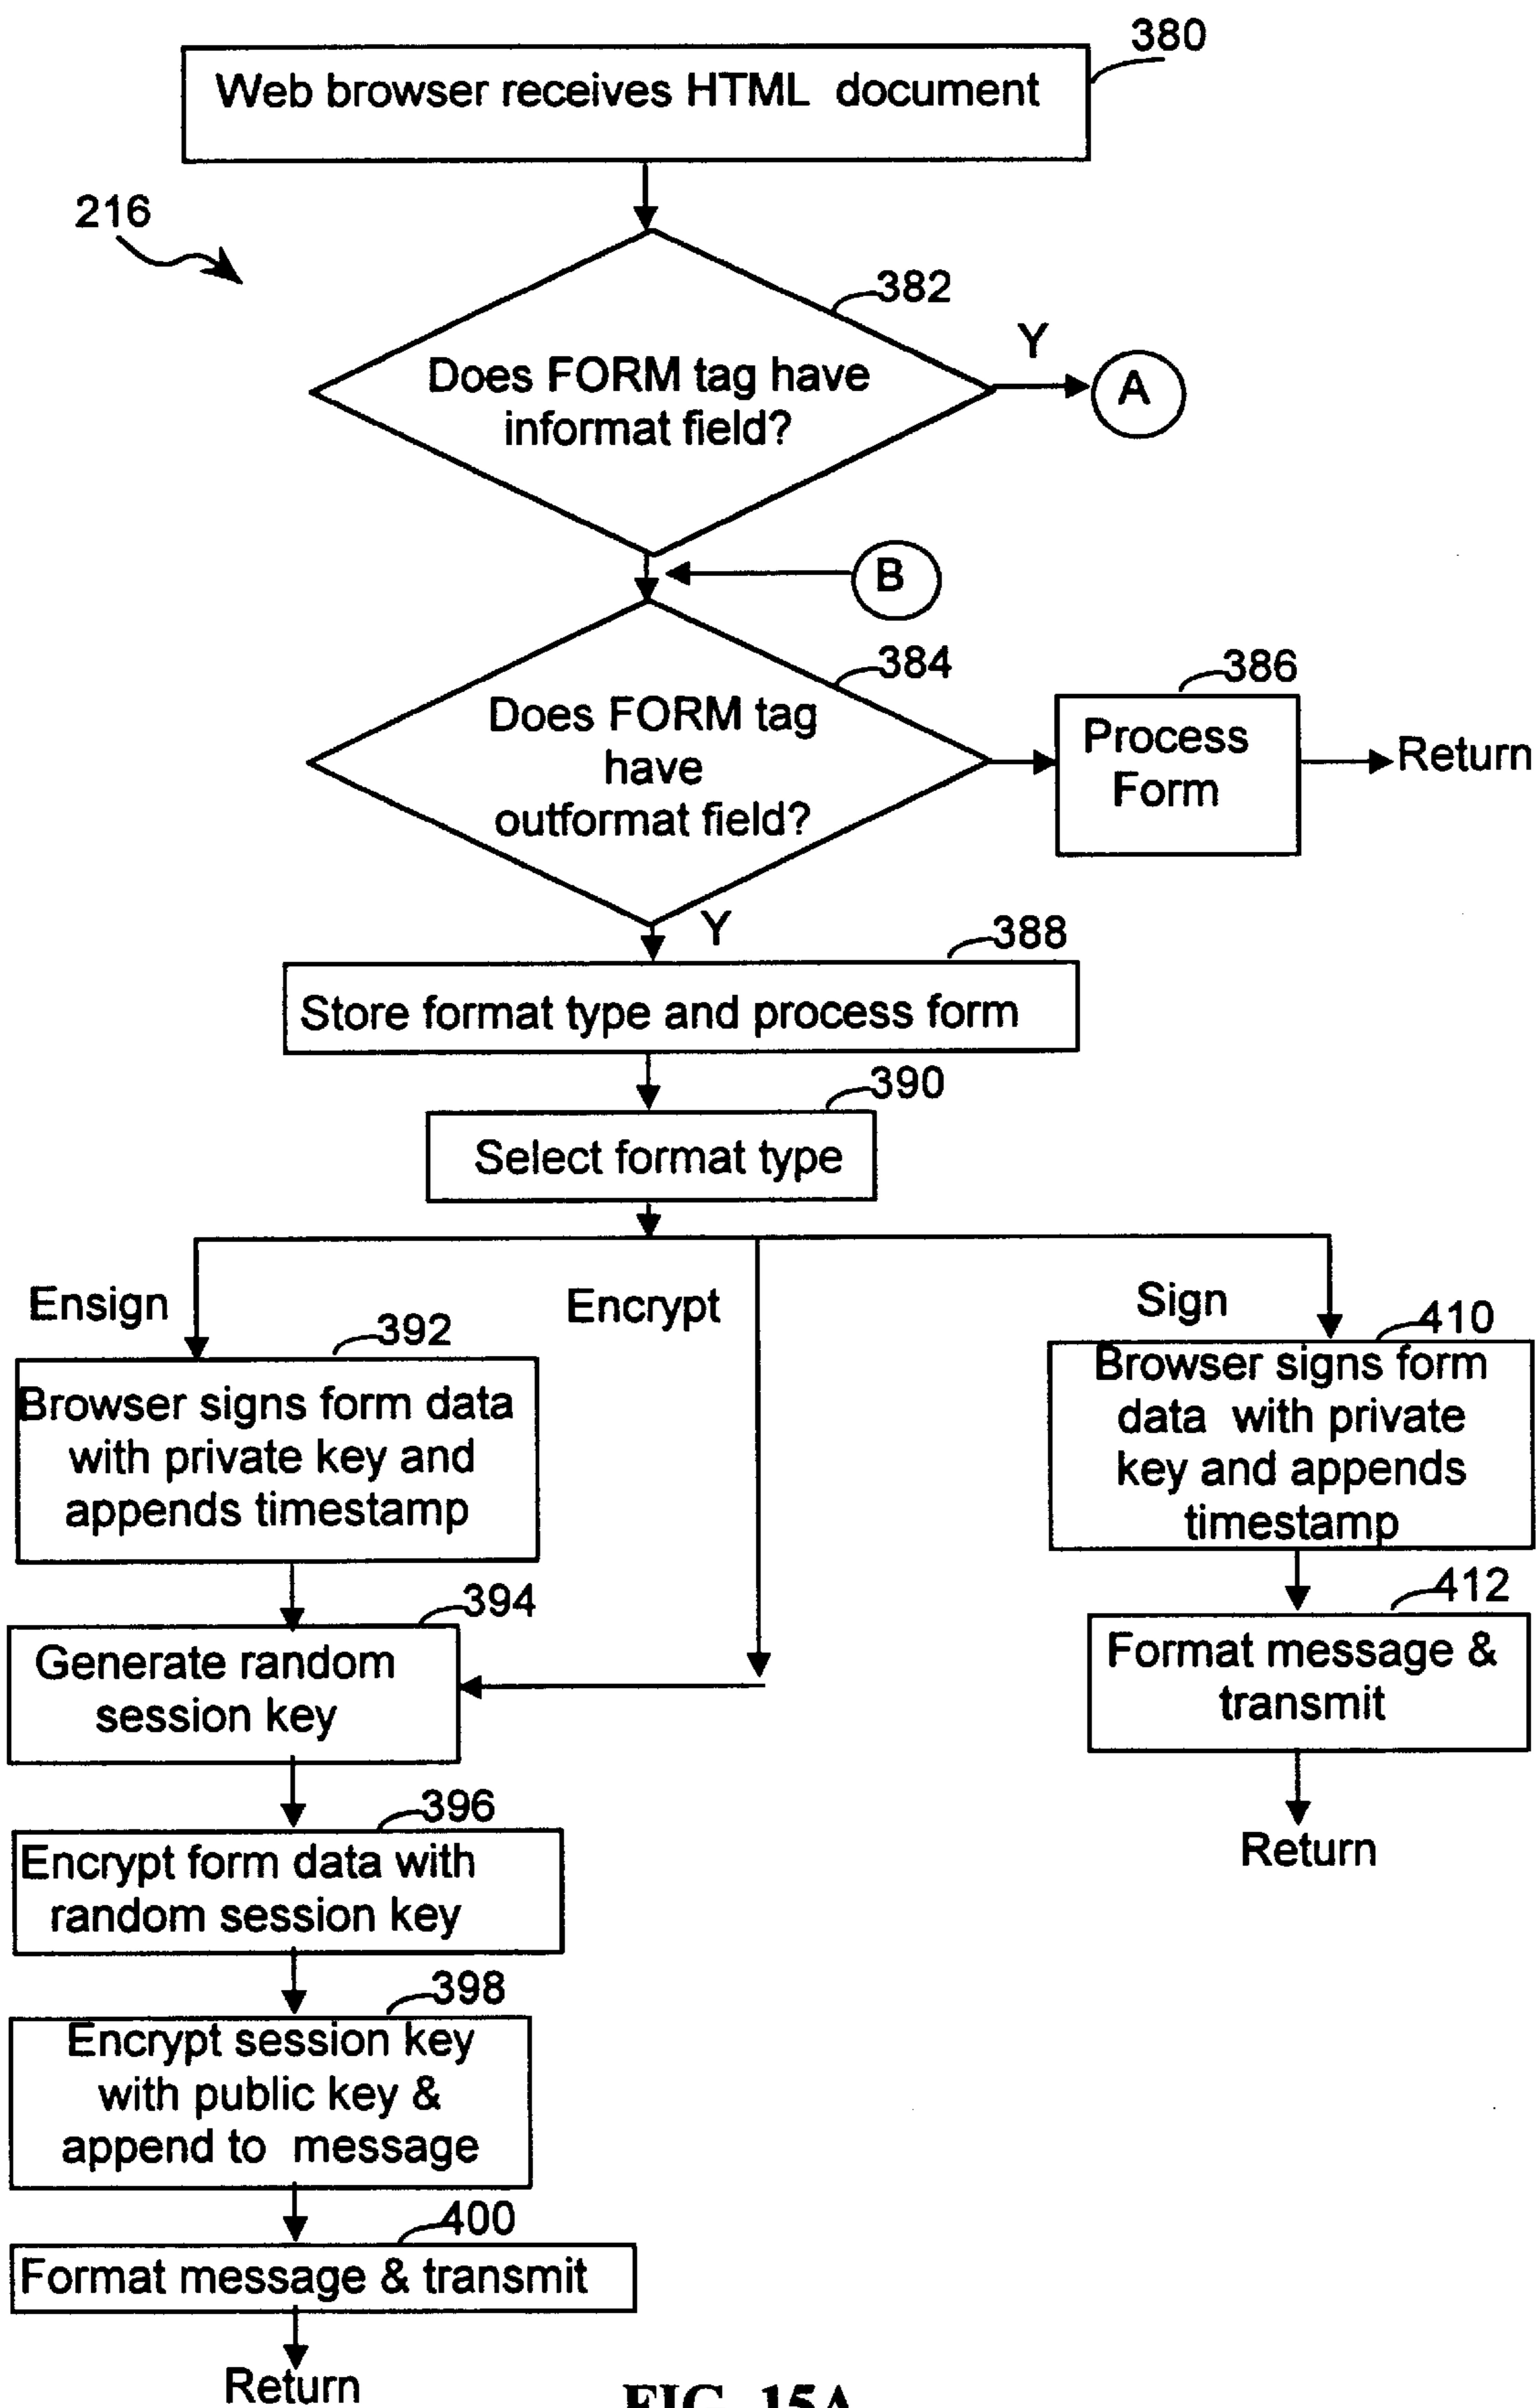 380
Web browser receives HTML document
216
382
Does FORM tag have
informat field?
Y
A
B
384
Does FORM tag
have
outformat field?
386
Process
Form
Return
Y
388
Store format type and process form
390
Select format type
Ensign
Encrypt
Sign
392
Browser signs form data
with private key and
appends timestamp
410
Browser signs form
data with private
key and appends
timestamp
394
Generate random
session key
412
Format message &
transmit
Return
396
Encrypt form data with
random session key
398
Encrypt session key
with public key &
append to message
400
Format message & transmit
Return
FIG. 15A